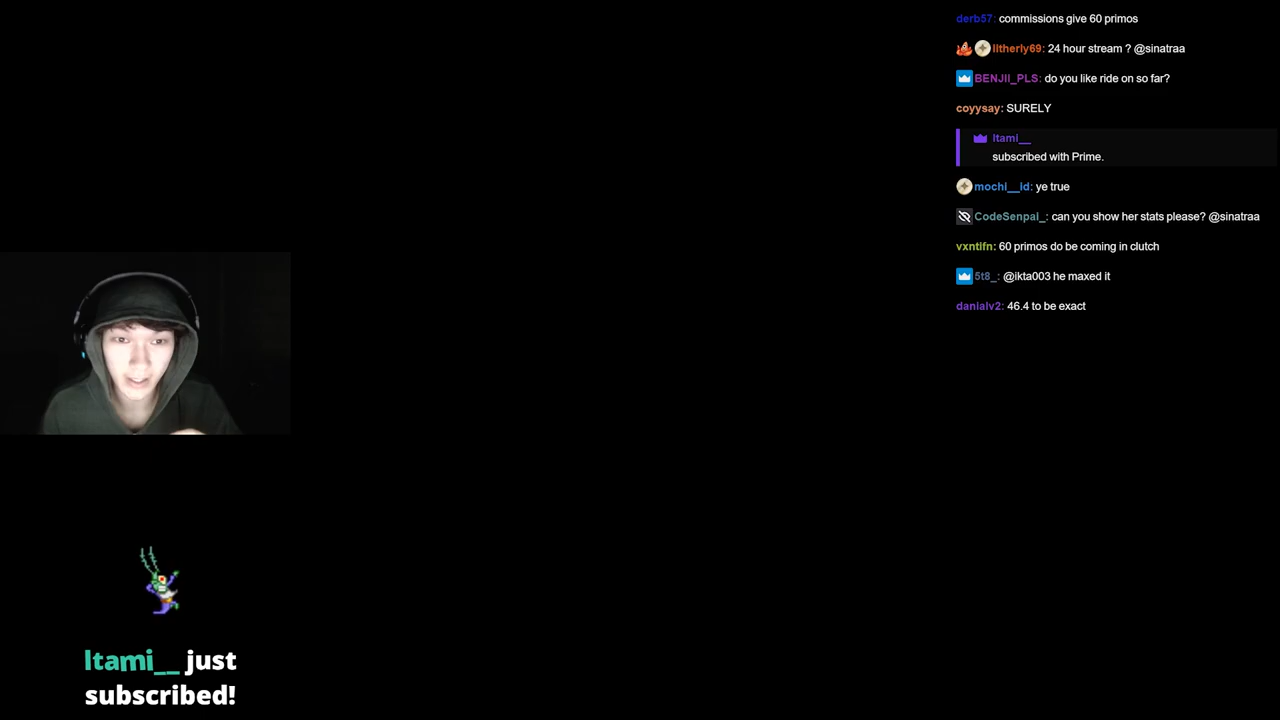 derb57: commissions give 60 primos
litherly69: 24 hour stream ? @sinatraa
BENJII_PLS: do you like ride on so far?
coyysay: SURELY
Itami__
subscribed with Prime.
mochi__id: ye true
CodeSenpai_: can you show her stats please? @sinatraa
vxntifn: 60 primos do be coming in clutch
5t8_: @ikta003 he maxed it
danialv2: 46.4 to be exact
Itami__ just
subscribed!